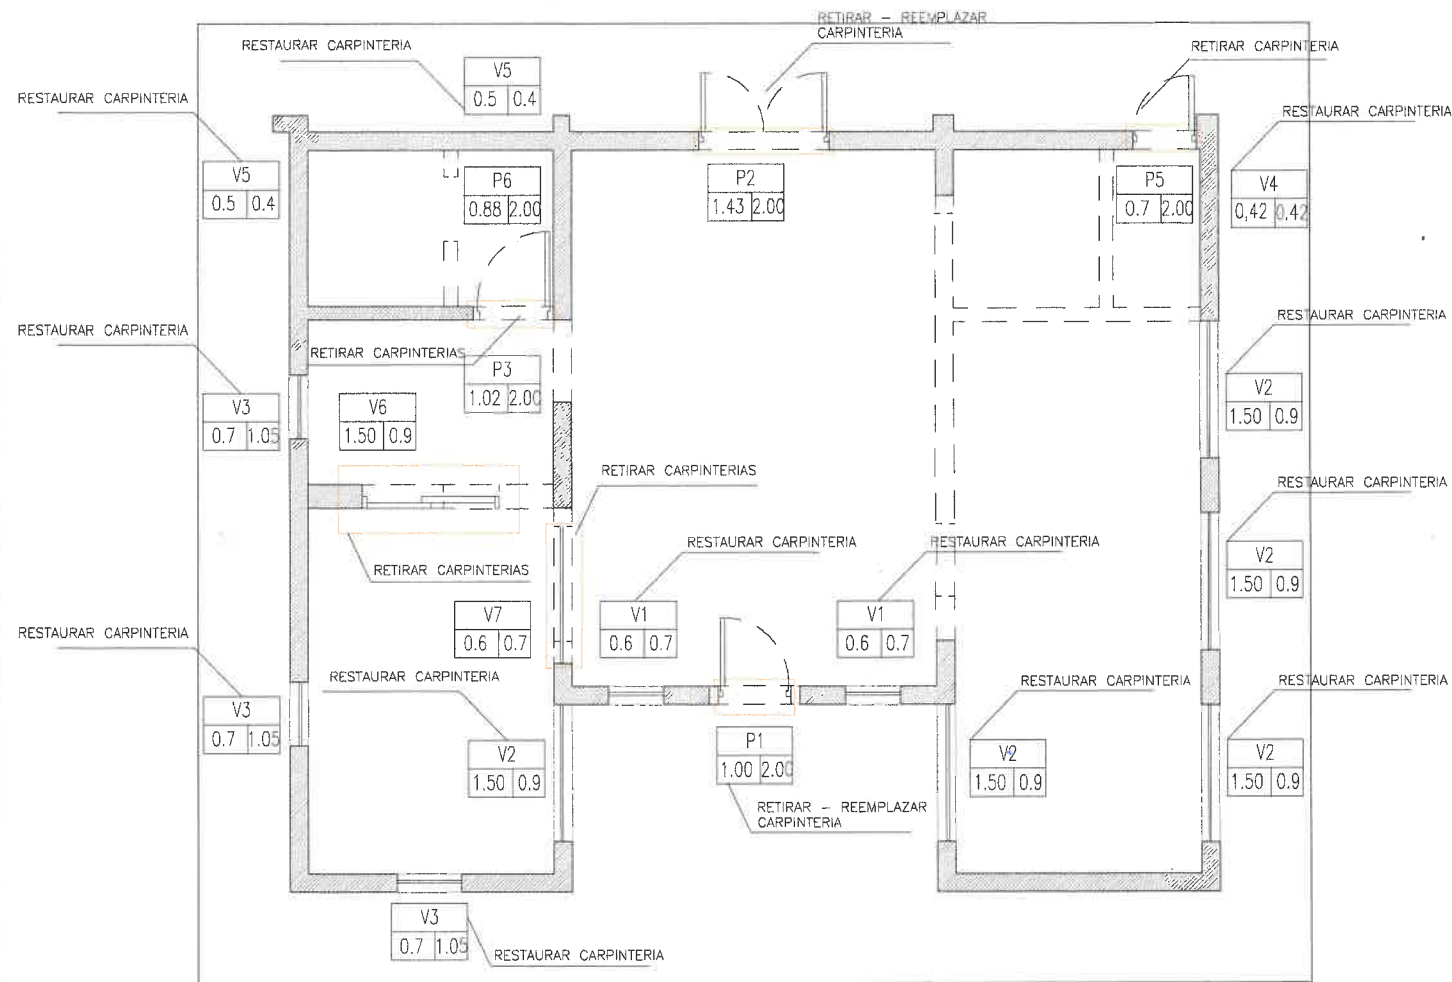 RETIRAR - REEMPLAZAR
CARPINTERIA
RESTAURAR CARPINTERIA
RETIRAR CARPINTERIA
V5
0.5 0.4
RESTAURAR CARPINTERIA
RESTAURAR CARPINTERIA
V5
0.5 0.4
P6
0.88 2.00
P2
1.43 2.00
P5
0.7 2.00
V4
0,42 0,42
RESTAURAR CARPINTERIA
RESTAURAR CARPINTERIA
RETIRAR CARPINTERIAS
P3
1.02 2.00
V2
1.50 0.9
V3
0.7 1.05
V6
1.50 0.9
RETIRAR CARPINTERIAS
RESTAURAR CARPINTERIA
RESTAURAR CARPINTERIA
RESTAURAR CARPINTERIA
V2
1.50 0.9
RETIRAR CARPINTERIAS
V7
0.6 0.7
V1
0.6 0.7
V1
0.6 0.7
RESTAURAR CARPINTERIA
RESTAURAR CARPINTERIA
RESTAURAR CARPINTERIA
RESTAURAR CARPINTERIA
V3
0.7 1.05
V2
1.50 0.9
P1
1.00 2.00
V2
1.50 0.9
V2
1.50 0.9
RETIRAR - REEMPLAZAR
CARPINTERIA
V3
0.7 1.05
RESTAURAR CARPINTERIA